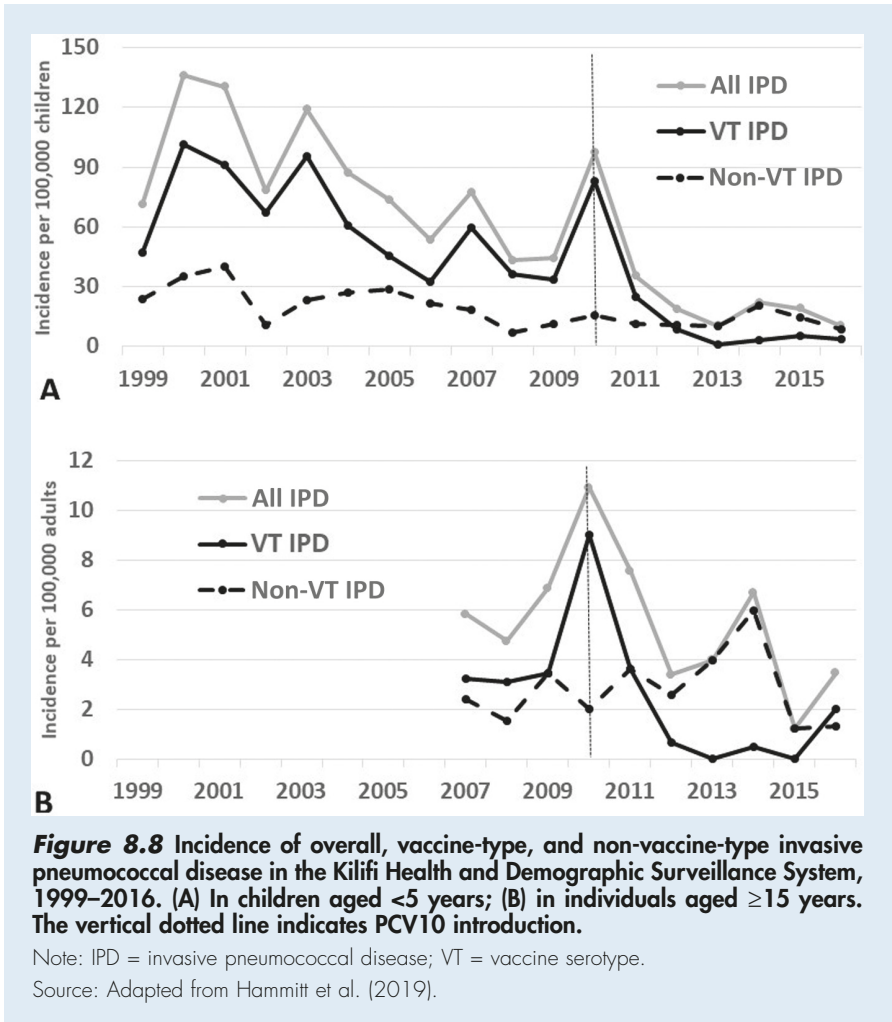 150
120
90
60
30
0
Incidence per 100,000 children
All IPD
VT IPD
Non-VT IPD
1999 2001 2003 2005 2007 2009 2011 2013 2015
A
12
10
8
6
4
2
0
Incidence per 100,000 adults
All IPD
VT IPD
Non-VT IPD
1999 2001 2003 2005 2007 2009 2011 2013 2015
B
Figure 8.8 Incidence of overall, vaccine-type, and non-vaccine-type invasive
pneumococcal disease in the Kilifi Health and Demographic Surveillance System,
1999–2016. (A) In children aged <5 years; (B) in individuals aged ≥15 years.
The vertical dotted line indicates PCV10 introduction.
Note: IPD = invasive pneumococcal disease; VT = vaccine serotype.
Source: Adapted from Hammitt et al. (2019).